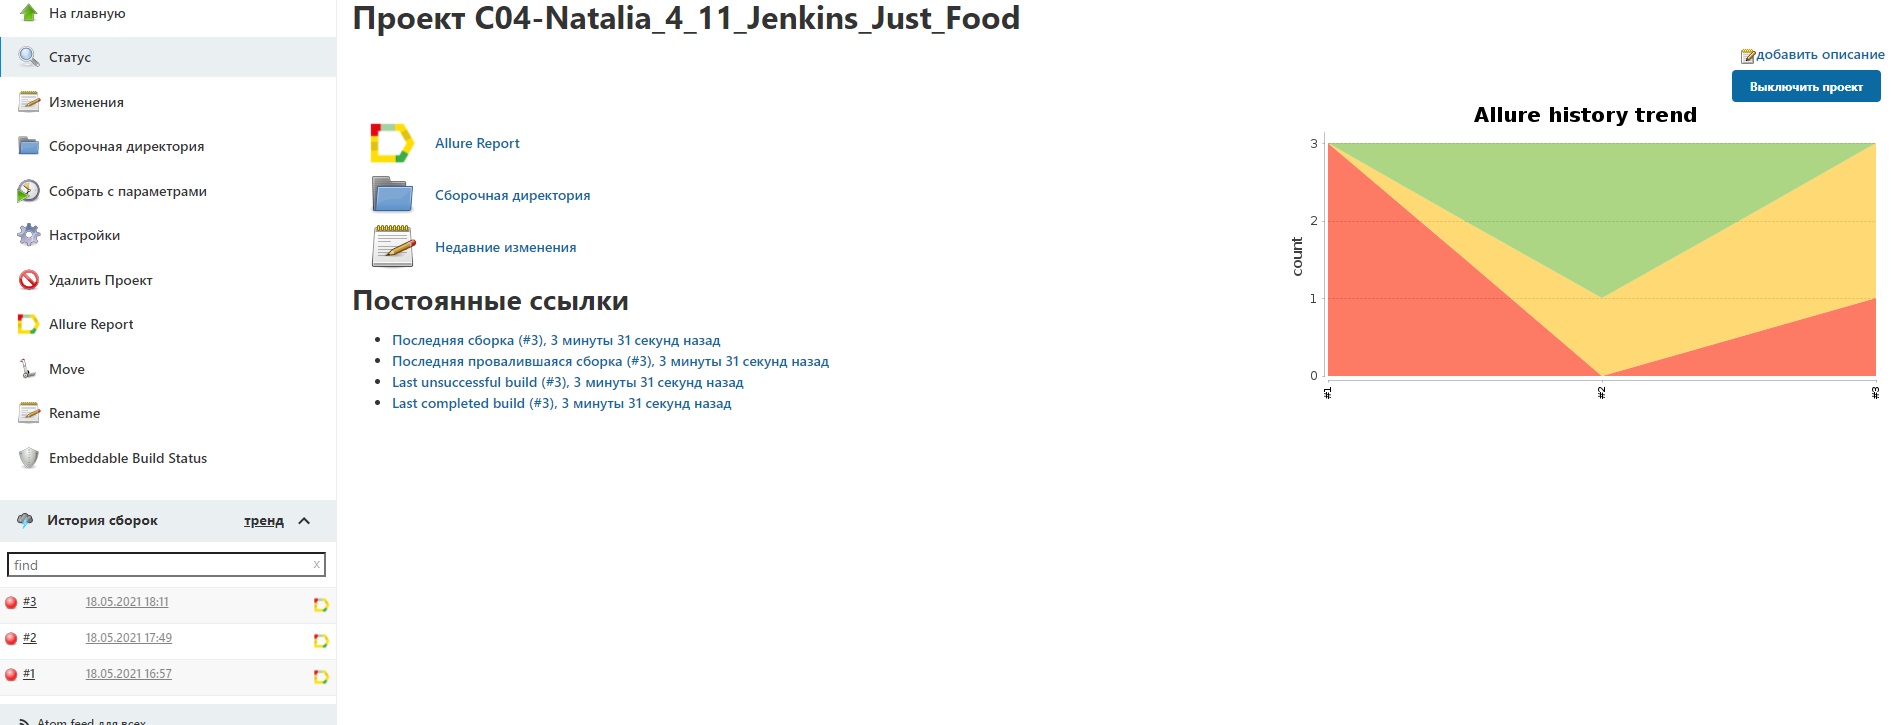 На главную
Статус
Изменения
Сборочная директория
Собрать с параметрами
Настройки
Удалить Проект
Allure Report
Move
Rename
Embeddable Build Status
История сборок тренд
find x
#3 18.05.2021 18:11
#2 18.05.2021 17:49
#1 18.05.2021 16:57
Atom feed для всех
Проект C04-Natalia_4_11_Jenkins_Just_Food
добавить описание
Выключить проект
Allure Report
Сборочная директория
Недавние изменения
Постоянные ссылки
Последняя сборка (#3), 3 минуты 31 секунд назад
Последняя провалившаяся сборка (#3), 3 минуты 31 секунд назад
Last unsuccessful build (#3), 3 минуты 31 секунд назад
Last completed build (#3), 3 минуты 31 секунд назад
Allure history trend
count
3
2
1
0
#1 #2 #3